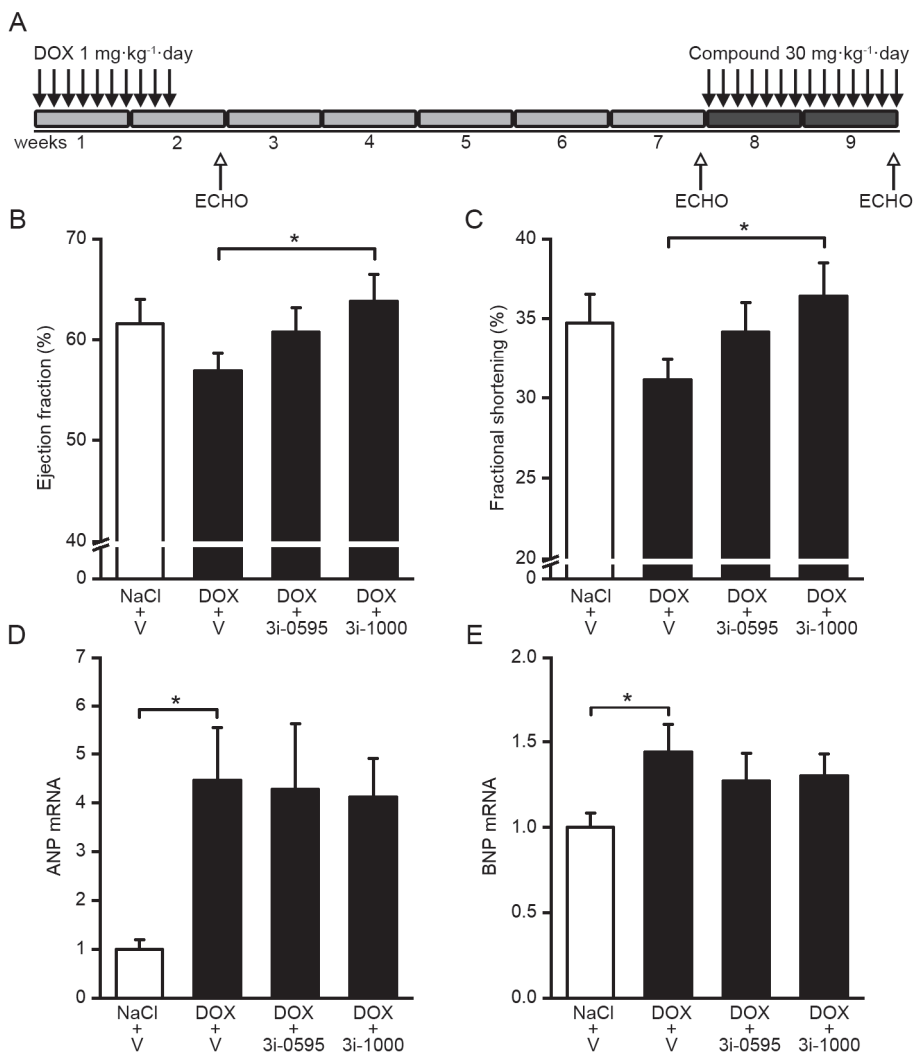 A
DOX 1 mg·kg⁻¹·day
Compound 30 mg·kg⁻¹·day
weeks 1 2 3 4 5 6 7 8 9
ECHO ECHO ECHO
B
Ejection fraction (%)
70
60
50
40
0
*
NaCl + V
DOX + V
DOX + 3i-0595
DOX + 3i-1000
C
Fractional shortening (%)
40
35
30
25
20
0
*
NaCl + V
DOX + V
DOX + 3i-0595
DOX + 3i-1000
D
ANP mRNA
7
6
5
4
3
2
1
0
*
NaCl + V
DOX + V
DOX + 3i-0595
DOX + 3i-1000
E
BNP mRNA
2.0
1.5
1.0
0.5
0.0
*
NaCl + V
DOX + V
DOX + 3i-0595
DOX + 3i-1000